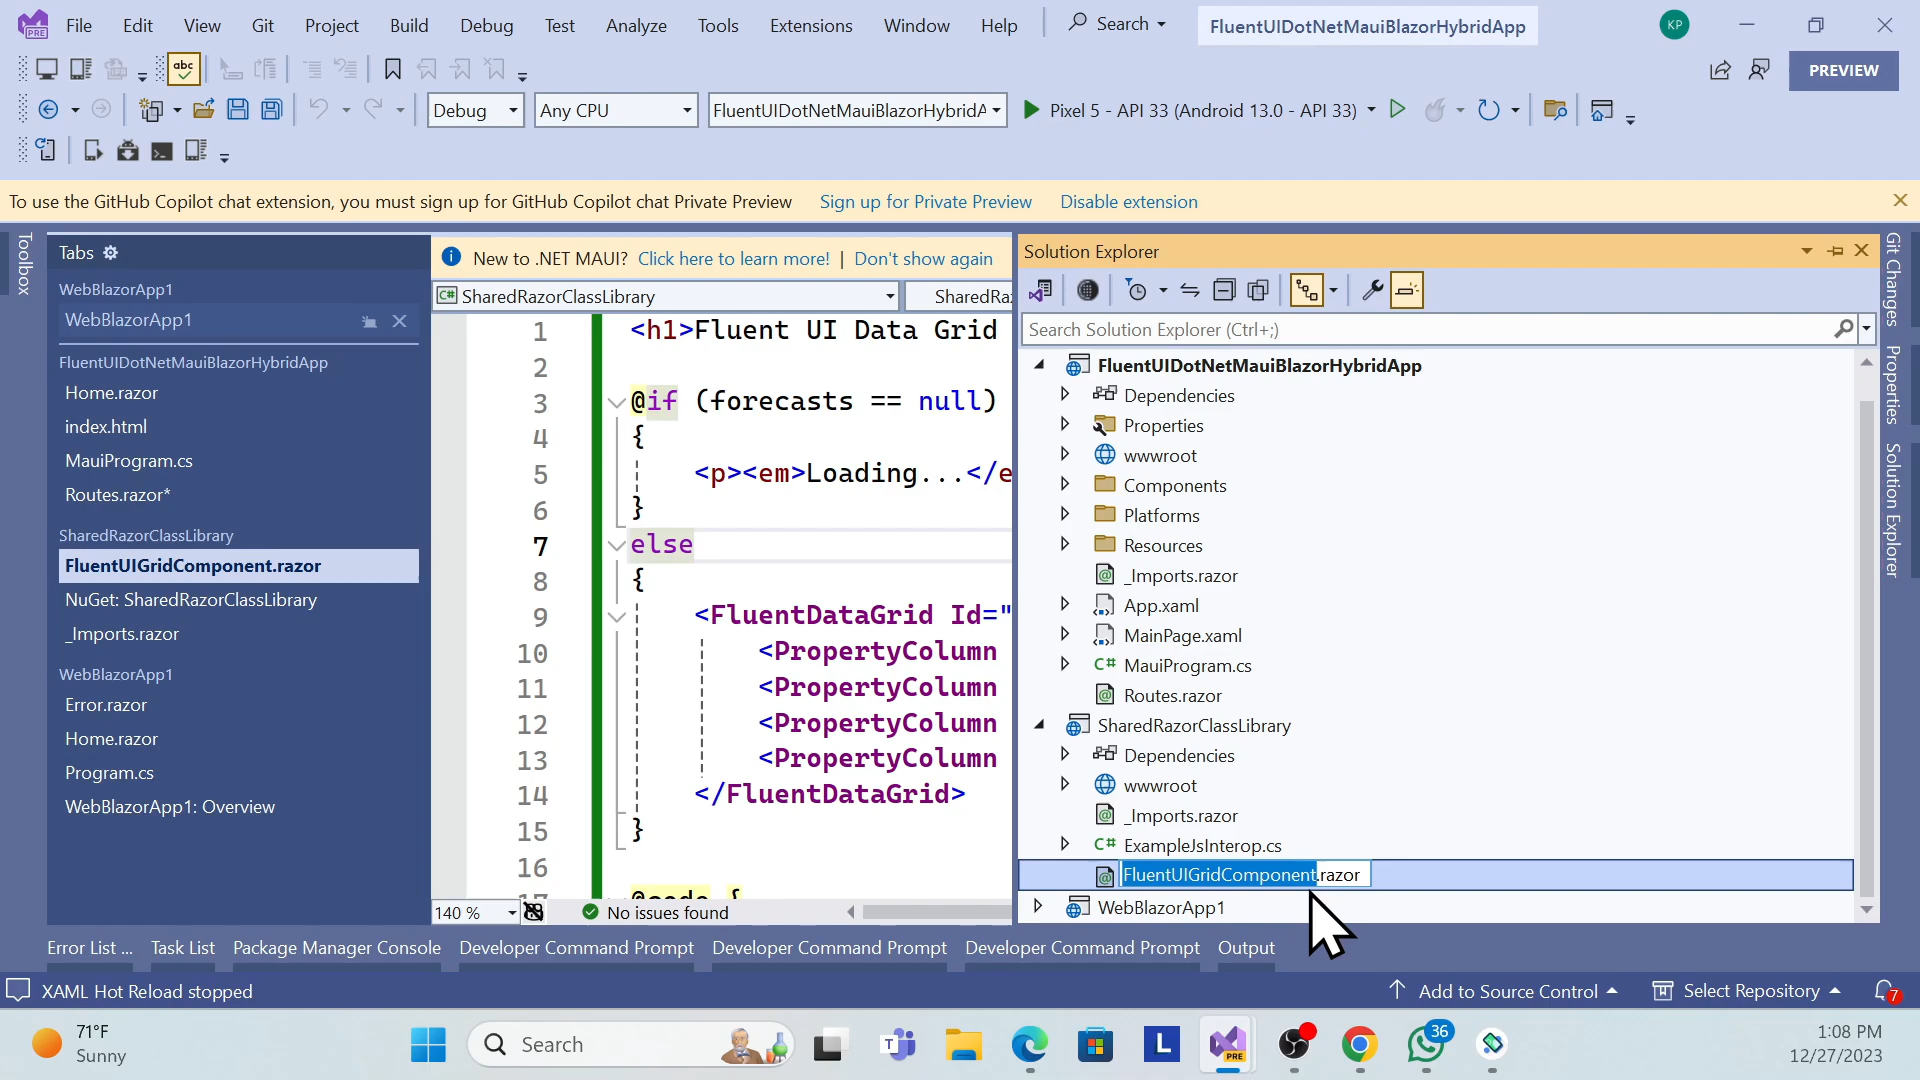 File Edit View Git Project Build Debug Test Analyze Tools Extensions Window Help Search FluentUIDotNetMauiBlazorHybridApp KP
abc PREVIEW
Debug Any CPU FluentUIDotNetMauiBlazorHybridA Pixel 5 - API 33 (Android 13.0 - API 33)
To use the GitHub Copilot chat extension, you must sign up for GitHub Copilot chat Private Preview Sign up for Private Preview Disable extension
Toolbox
Tabs
WebBlazorApp1
WebBlazorApp1
FluentUIDotNetMauiBlazorHybridApp
Home.razor
index.html
MauiProgram.cs
Routes.razor*
SharedRazorClassLibrary
FluentUIGridComponent.razor
NuGet: SharedRazorClassLibrary
_Imports.razor
WebBlazorApp1
Error.razor
Home.razor
Program.cs
WebBlazorApp1: Overview
New to .NET MAUI? Click here to learn more! | Don't show again
C# SharedRazorClassLibrary SharedRaz
1 <h1>Fluent UI Data Grid
2
3 @if (forecasts == null)
4 {
5 <p><em>Loading...</e
6 }
7 else
8 {
9 <FluentDataGrid Id="
10 <PropertyColumn
11 <PropertyColumn
12 <PropertyColumn
13 <PropertyColumn
14 </FluentDataGrid>
15 }
16
17 @code {
140 % No issues found
Solution Explorer
Search Solution Explorer (Ctrl+;)
FluentUIDotNetMauiBlazorHybridApp
Dependencies
Properties
wwwroot
Components
Platforms
Resources
_Imports.razor
App.xaml
MainPage.xaml
C# MauiProgram.cs
Routes.razor
SharedRazorClassLibrary
Dependencies
wwwroot
_Imports.razor
C# ExampleJsInterop.cs
FluentUIGridComponent.razor
WebBlazorApp1
Git Changes
Properties
Solution Explorer
Error List ... Task List Package Manager Console Developer Command Prompt Developer Command Prompt Developer Command Prompt Output
XAML Hot Reload stopped Add to Source Control Select Repository 7
71°F
Sunny
Search
T
L
PRE
36
1:08 PM
12/27/2023